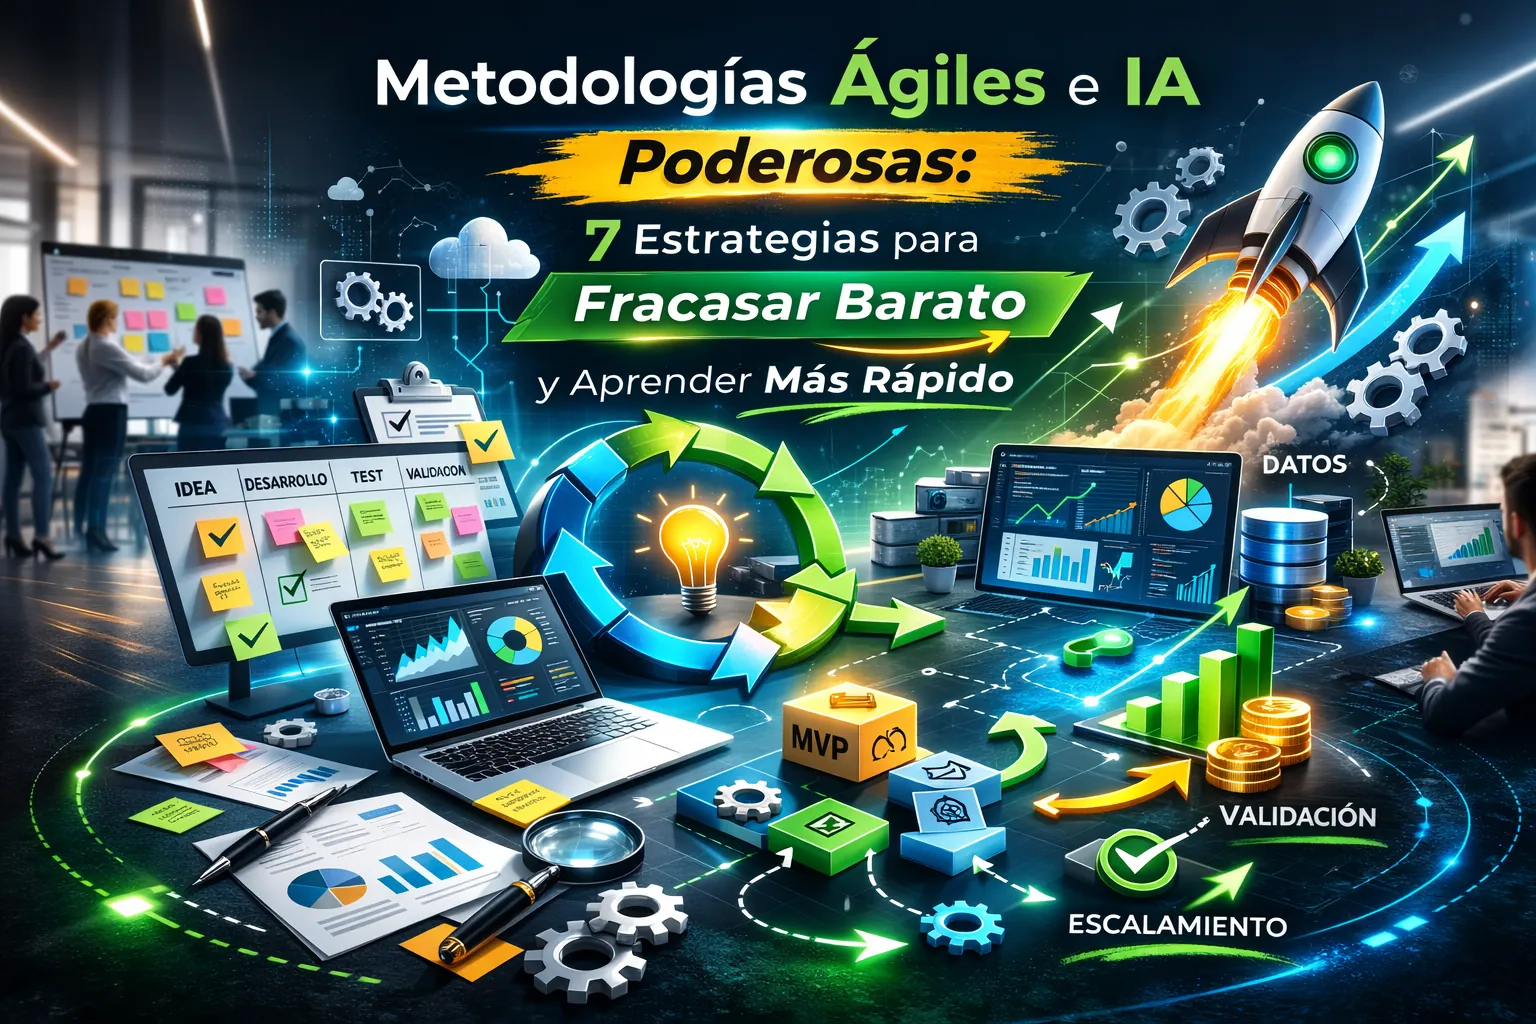 Metodologías Ágiles e IA
Poderosas:
7 Estrategias para
Fracasar Barato
y Aprender Más Rápido
IDEA
DESARROLLO
TEST
VALIDACION
DATOS
MVP
VALIDACIÓN
ESCALAMIENTO